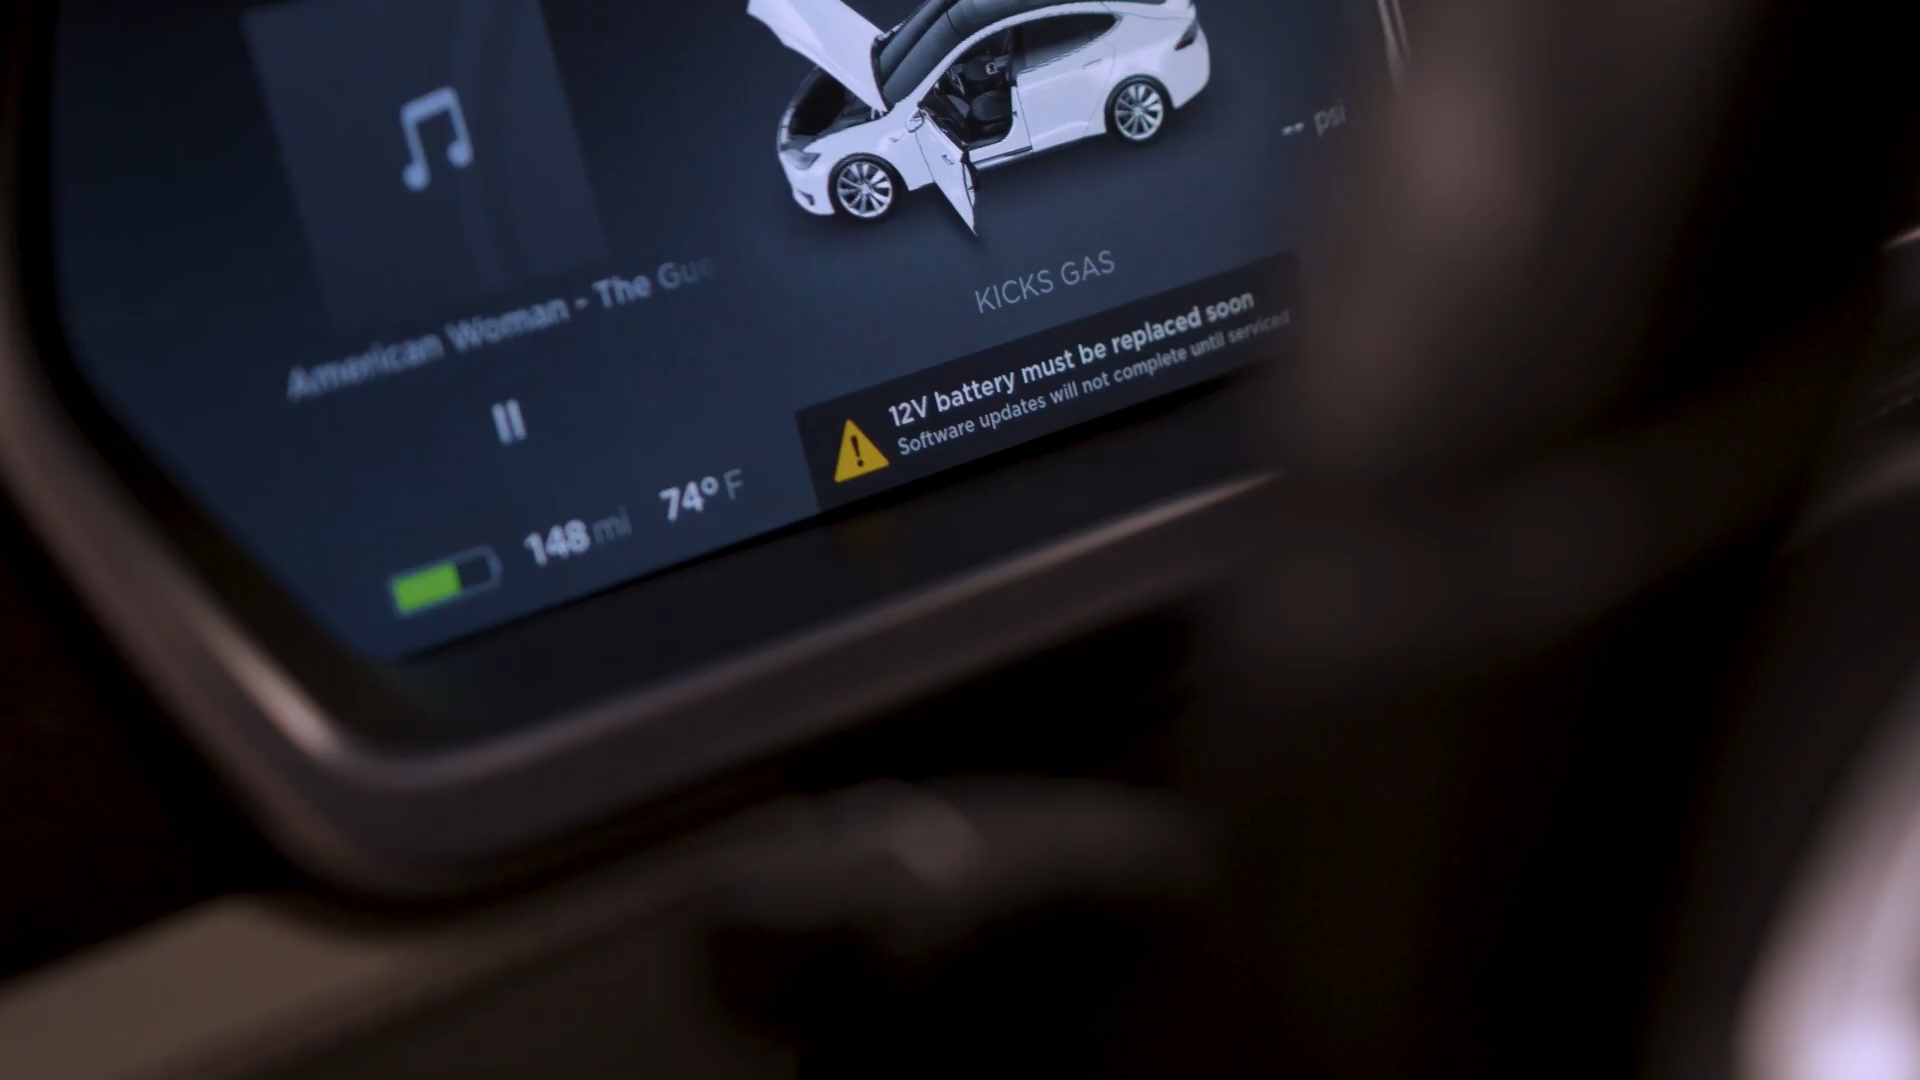 -- psi
American Woman - The Gue
KICKS GAS
12V battery must be replaced soon
Software updates will not complete until serviced
148 mi 74° F